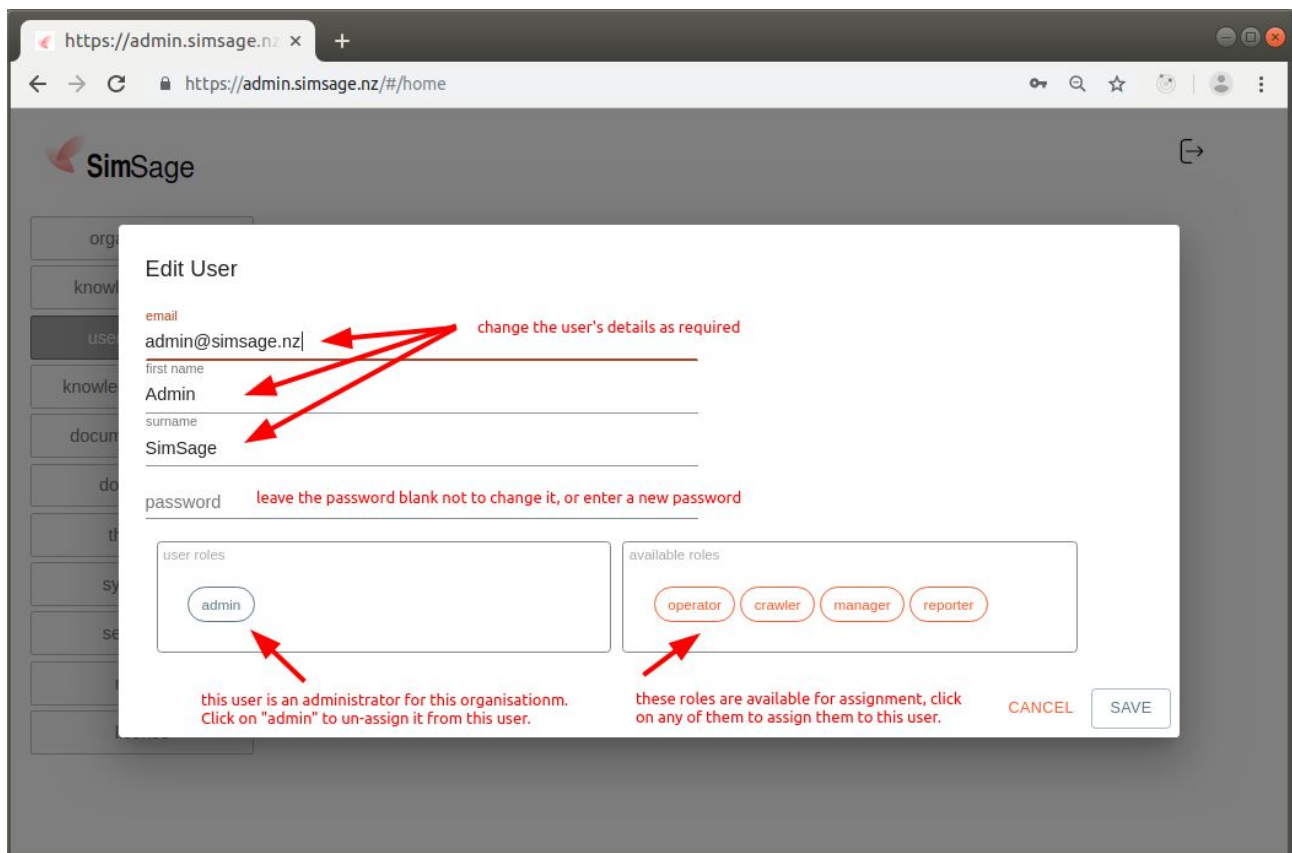 https://admin.simsage.nz
https://admin.simsage.nz/#/home
SimSage
Edit User
email
admin@simsage.nz
change the user's details as required
first name
Admin
surname
SimSage
password
leave the password blank not to change it, or enter a new password
user roles
available roles
admin
operator
crawler
manager
reporter
this user is an administrator for this organisationm.
Click on "admin" to un-assign it from this user.
these roles are available for assignment, click
on any of them to assign them to this user.
CANCEL
SAVE